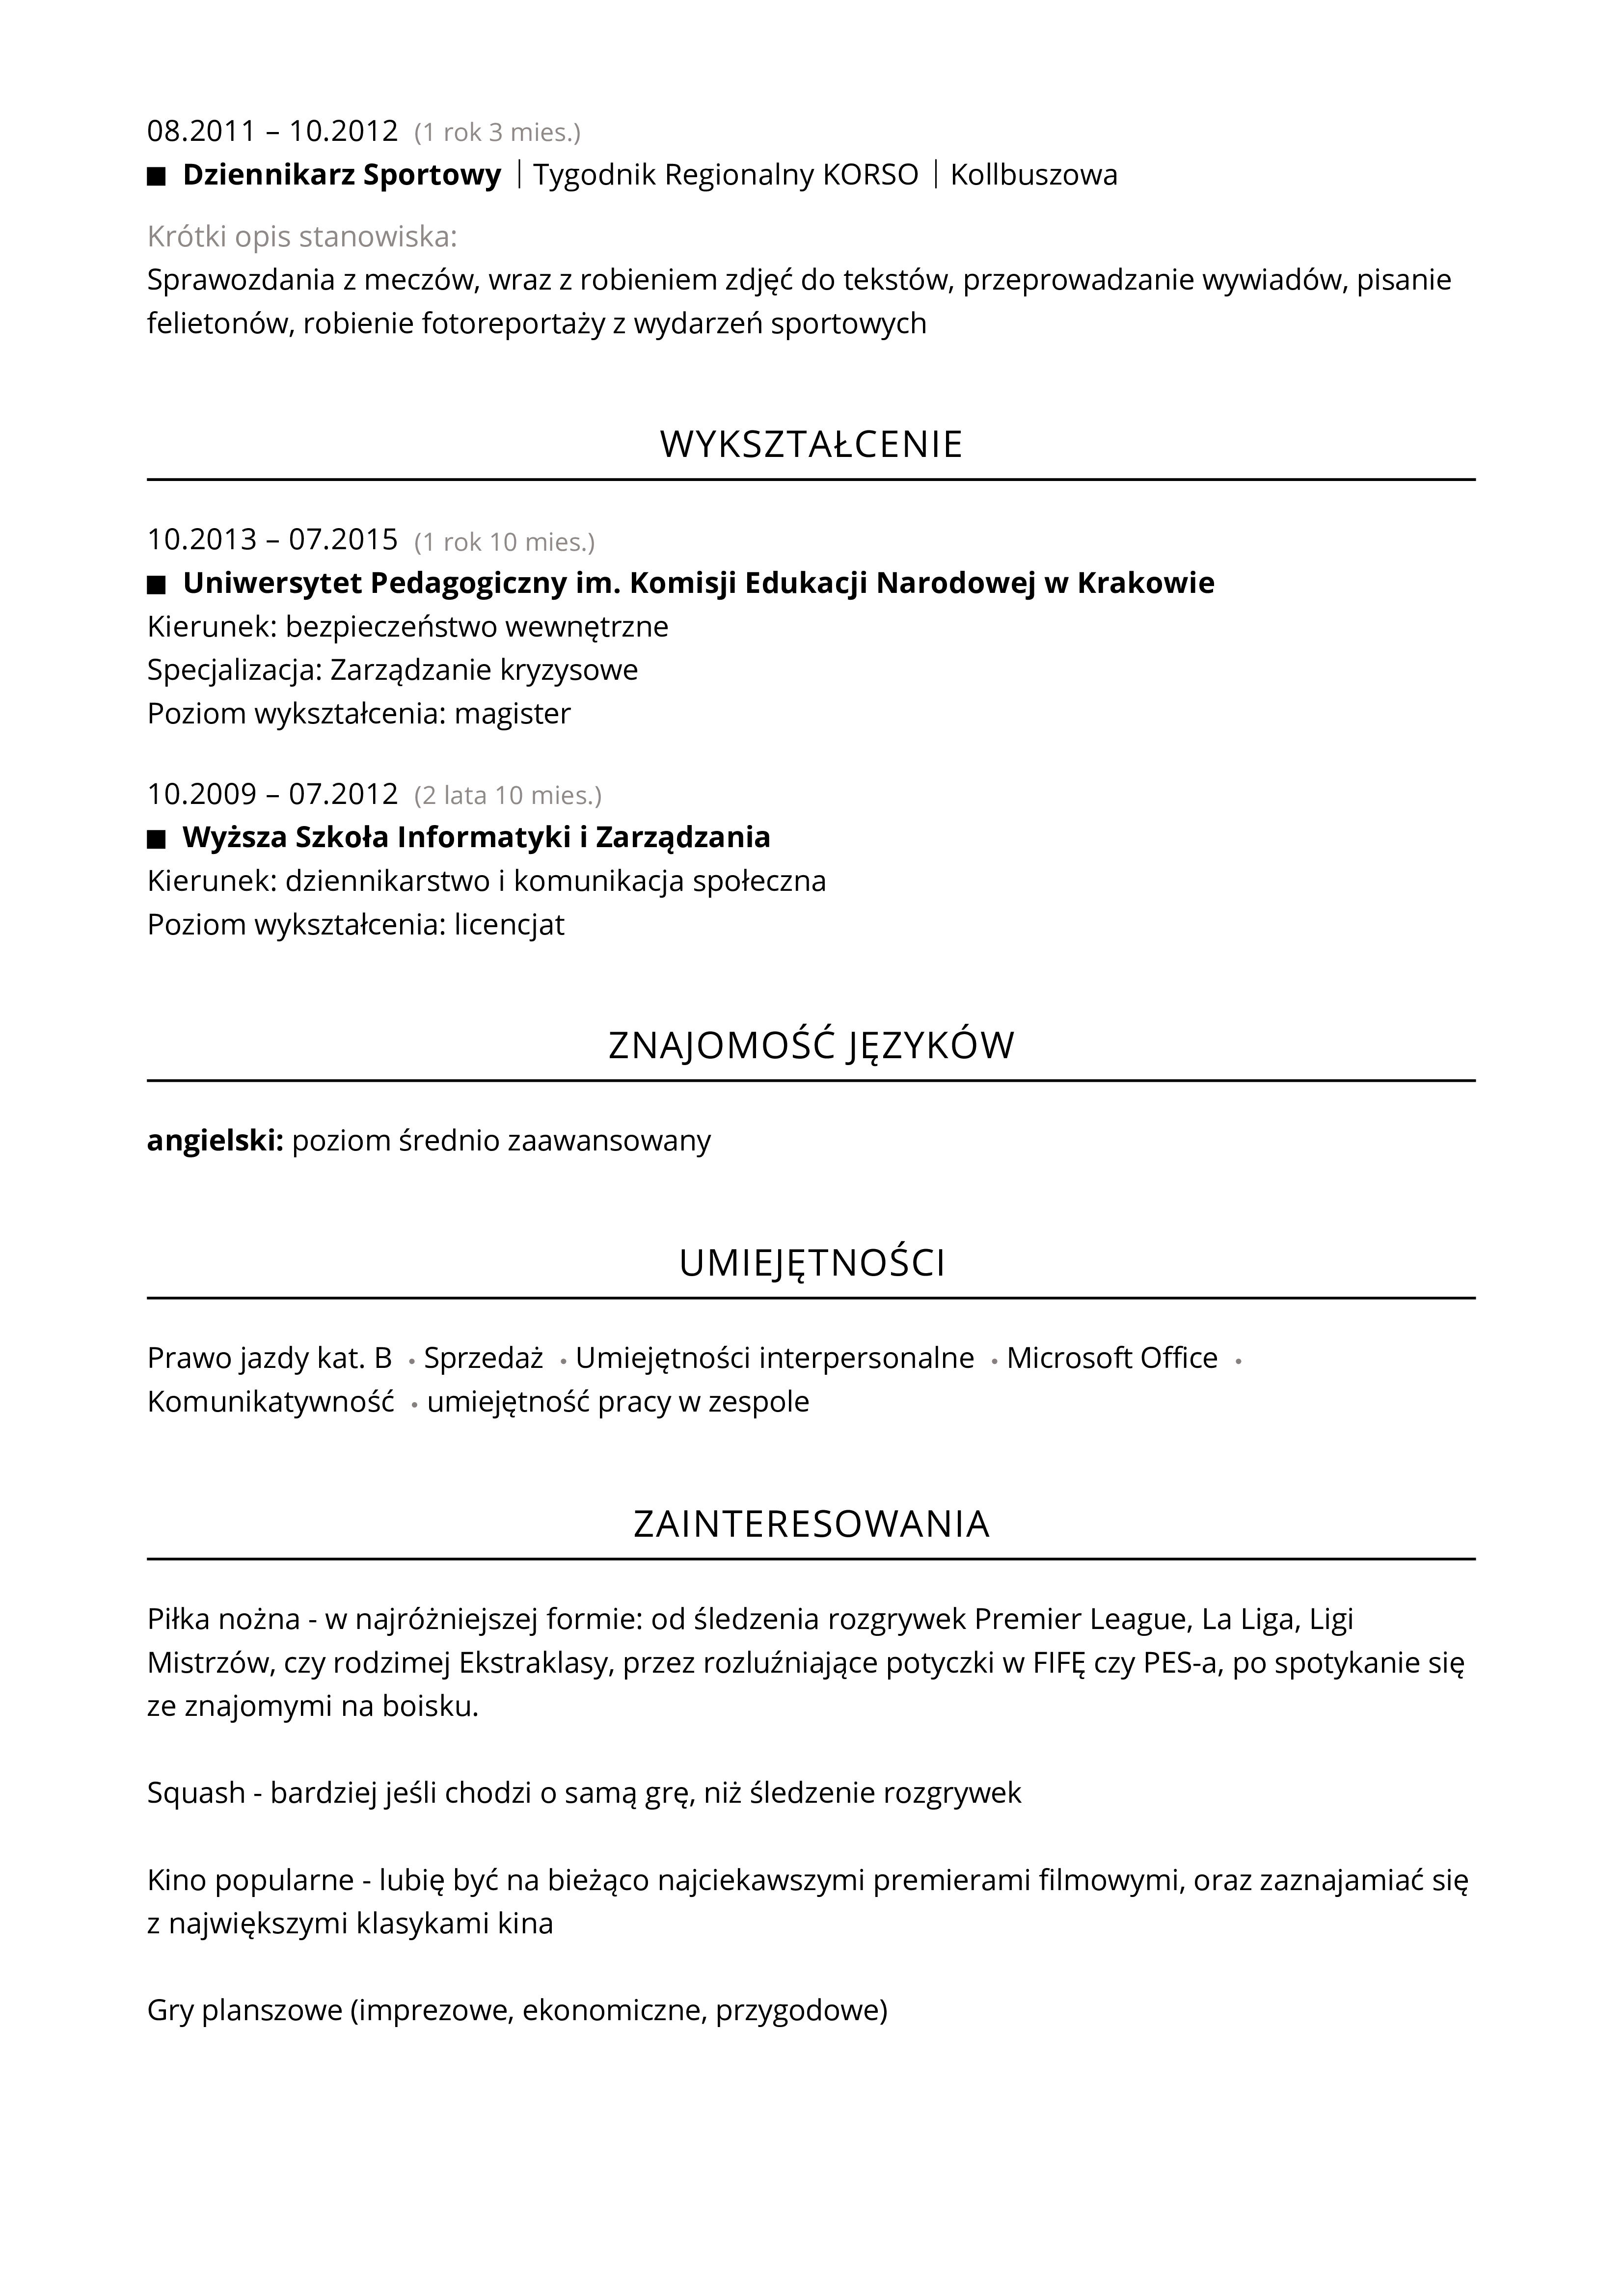 08.2011 – 10.2012 (1 rok 3 mies.)
■ Dziennikarz Sportowy | Tygodnik Regionalny KORSO | Kollbuszowa
Krótki opis stanowiska:
Sprawozdania z meczów, wraz z robieniem zdjęć do tekstów, przeprowadzanie wywiadów, pisanie
felietonów, robienie fotoreportaży z wydarzeń sportowych
WYKSZTAŁCENIE
10.2013 – 07.2015 (1 rok 10 mies.)
■ Uniwersytet Pedagogiczny im. Komisji Edukacji Narodowej w Krakowie
Kierunek: bezpieczeństwo wewnętrzne
Specjalizacja: Zarządzanie kryzysowe
Poziom wykształcenia: magister
10.2009 – 07.2012 (2 lata 10 mies.)
■ Wyższa Szkoła Informatyki i Zarządzania
Kierunek: dziennikarstwo i komunikacja społeczna
Poziom wykształcenia: licencjat
ZNAJOMOŚĆ JĘZYKÓW
angielski: poziom średnio zaawansowany
UMIEJĘTNOŚCI
Prawo jazdy kat. B • Sprzedaż • Umiejętności interpersonalne • Microsoft Office •
Komunikatywność • umiejętność pracy w zespole
ZAINTERESOWANIA
Piłka nożna - w najróżniejszej formie: od śledzenia rozgrywek Premier League, La Liga, Ligi
Mistrzów, czy rodzimej Ekstraklasy, przez rozluźniające potyczki w FIFĘ czy PES-a, po spotykanie się
ze znajomymi na boisku.
Squash - bardziej jeśli chodzi o samą grę, niż śledzenie rozgrywek
Kino popularne - lubię być na bieżąco najciekawszymi premierami filmowymi, oraz zaznajamiać się
z największymi klasykami kina
Gry planszowe (imprezowe, ekonomiczne, przygodowe)